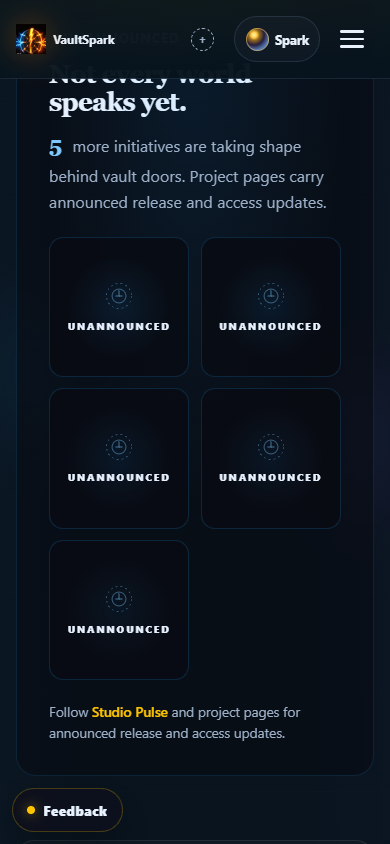 VaultSpark
Spark
Not every world
speaks yet.
5 more initiatives are taking shape
behind vault doors. Project pages carry
announced release and access updates.
UNANNOUNCED
UNANNOUNCED
UNANNOUNCED
UNANNOUNCED
UNANNOUNCED
Follow Studio Pulse and project pages for
announced release and access updates.
Feedback